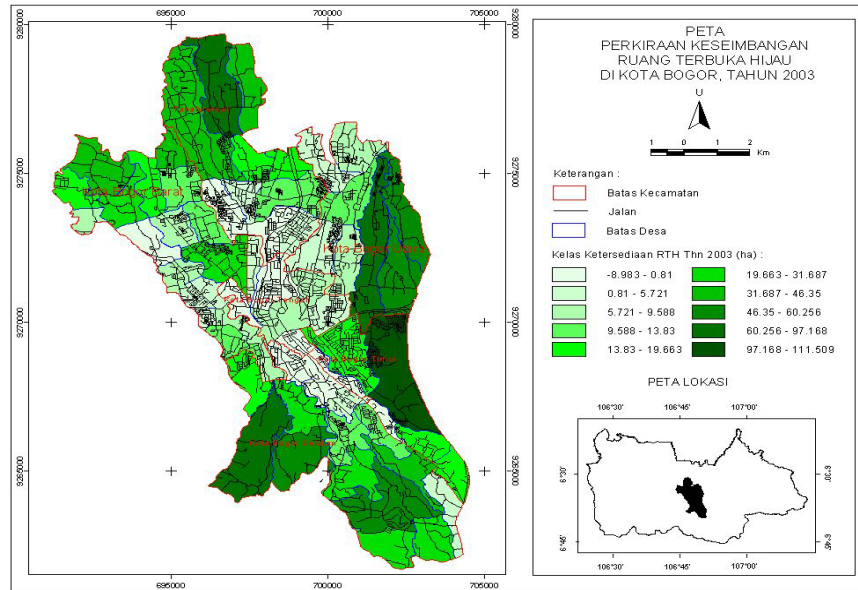 695000 700000 705000
9280000 9280000
9275000 9275000
Kota Bogor Barat
Kota Bogor Utara
9270000 9270000
Kota Bogor Tengah
Kota Bogor Timur
Kota Bogor Selatan
9265000 9265000
695000 700000 705000
PETA
PERKIRAAN KESEIMBANGAN
RUANG TERBUKA HIJAU
DI KOTA BOGOR, TAHUN 2003
U
1 0 1 2
Km
Keterangan :
Batas Kecamatan
Jalan
Batas Desa
Kelas Ketersediaan RTH Thn 2003 (ha) :
-8.983 - 0.81
0.81 - 5.721
5.721 - 9.588
9.588 - 13.83
13.83 - 19.663
19.663 - 31.687
31.687 - 46.35
46.35 - 60.256
60.256 - 97.168
97.168 - 111.509
PETA LOKASI
106°30' 106°45' 107°00'
6°30' 6°30'
6°45' 6°45'
106°30' 106°45' 107°00'